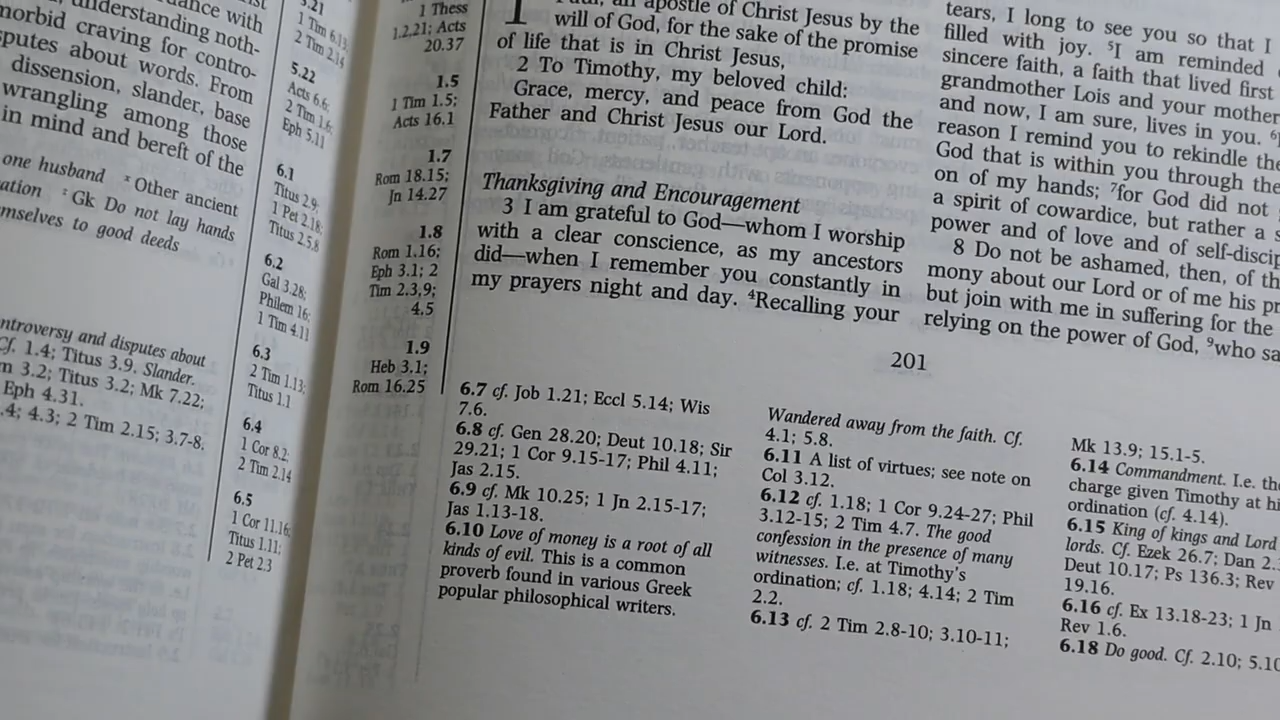 dance with
understanding noth-
morbid craving for contro-
sputes about words. From
dissension, slander, base
wrangling among those
in mind and bereft of the
one husband ˣ Other ancient
ᶻ Gk Do not lay hands
mselves to good deeds
ntroversy and disputes about
Cf. 1.4; Titus 3.9. Slander.
m 3.2; Titus 3.2; Mk 7.22;
Eph 4.31.
.4; 4.3; 2 Tim 2.15; 3.7-8.
5.21
1 Tim 6.13;
2 Tim 2.14
5.22
Acts 6.6;
2 Tim 1.6;
Eph 5.11
6.1
Titus 2.9-
1 Pet 2.18;
Titus 2.5,8
6.2
Gal 3.28;
Philem 16;
1 Tim 4.11
6.3
2 Tim 1.13;
Titus 1.1
6.4
1 Cor 8.2;
2 Tim 2.14
6.5
1 Cor 11.16;
Titus 1.11;
2 Pet 2.3
1 Thess
1.2,21; Acts
20.37
1.5
1 Tim 1.5;
Acts 16.1
1.7
Rom 18.15;
Jn 14.27
1.8
Rom 1.16;
Eph 3.1; 2
Tim 2.3,9;
4.5
1.9
Heb 3.1;
Rom 16.25
1 Paul, an apostle of Christ Jesus by the
will of God, for the sake of the promise
of life that is in Christ Jesus,
2 To Timothy, my beloved child:
Grace, mercy, and peace from God the
Father and Christ Jesus our Lord.
Thanksgiving and Encouragement
3 I am grateful to God—whom I worship
with a clear conscience, as my ancestors
did—when I remember you constantly in
my prayers night and day. ⁴Recalling your
tears, I long to see you so that I
filled with joy. ⁵I am reminded
sincere faith, a faith that lived first
grandmother Lois and your mother
and now, I am sure, lives in you.
reason I remind you to rekindle the
God that is within you through the
on of my hands; ⁷for God did not
a spirit of cowardice, but rather a
power and of love and of self-discip
8 Do not be ashamed, then, of th
mony about our Lord or of me his pr
but join with me in suffering for the
relying on the power of God, ⁹who sa
201
6.7 cf. Job 1.21; Eccl 5.14; Wis
7.6.
6.8 cf. Gen 28.20; Deut 10.18; Sir
29.21; 1 Cor 9.15-17; Phil 4.11;
Jas 2.15.
6.9 cf. Mk 10.25; 1 Jn 2.15-17;
Jas 1.13-18.
6.10 Love of money is a root of all
kinds of evil. This is a common
proverb found in various Greek
popular philosophical writers.
Wandered away from the faith. Cf.
4.1; 5.8.
6.11 A list of virtues; see note on
Col 3.12.
6.12 cf. 1.18; 1 Cor 9.24-27; Phil
3.12-15; 2 Tim 4.7. The good
confession in the presence of many
witnesses. I.e. at Timothy's
ordination; cf. 1.18; 4.14; 2 Tim
2.2.
6.13 cf. 2 Tim 2.8-10; 3.10-11;
Mk 13.9; 15.1-5.
6.14 Commandment. I.e. the
charge given Timothy at hi
ordination (cf. 4.14).
6.15 King of kings and Lord
lords. Cf. Ezek 26.7; Dan 2.
Deut 10.17; Ps 136.3; Rev
19.16.
6.16 cf. Ex 13.18-23; 1 Jn
Rev 1.6.
6.18 Do good. Cf. 2.10; 5.10